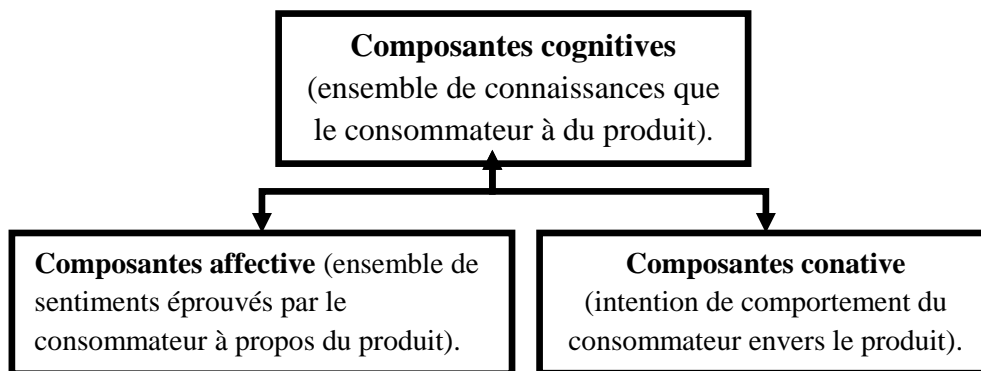 Composantes cognitives
(ensemble de connaissances que
le consommateur à du produit).
Composantes affective (ensemble de
sentiments éprouvés par le
consommateur à propos du produit).
Composantes conative
(intention de comportement du
consommateur envers le produit).